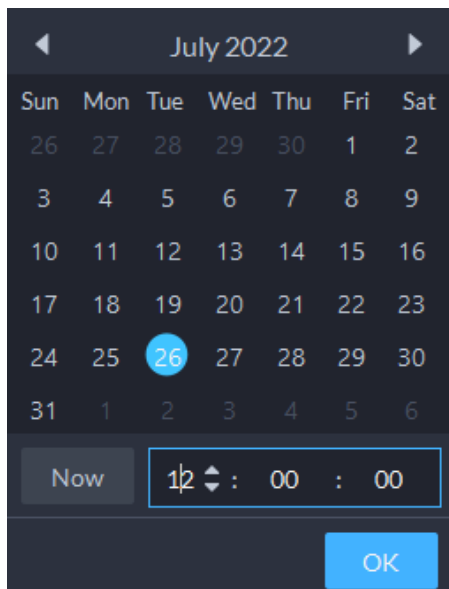 July 2022
Sun Mon Tue Wed Thu Fri Sat
26 27 28 29 30 1 2
3 4 5 6 7 8 9
10 11 12 13 14 15 16
17 18 19 20 21 22 23
24 25 26 27 28 29 30
31 1 2 3 4 5 6
Now 12 : 00 : 00
OK